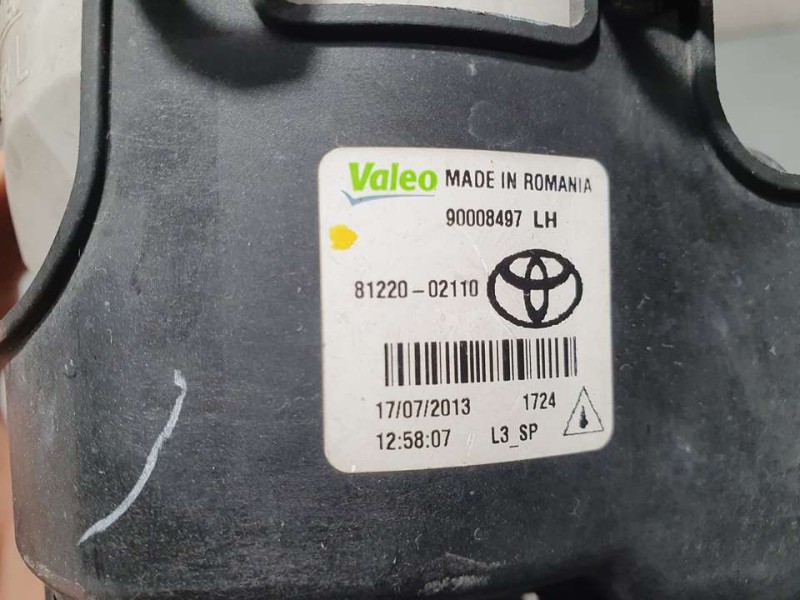 Valeo MADE IN ROMANIA
90008497 LH
81220-02110
17/07/2013 1724
12:58:07 L3_SP